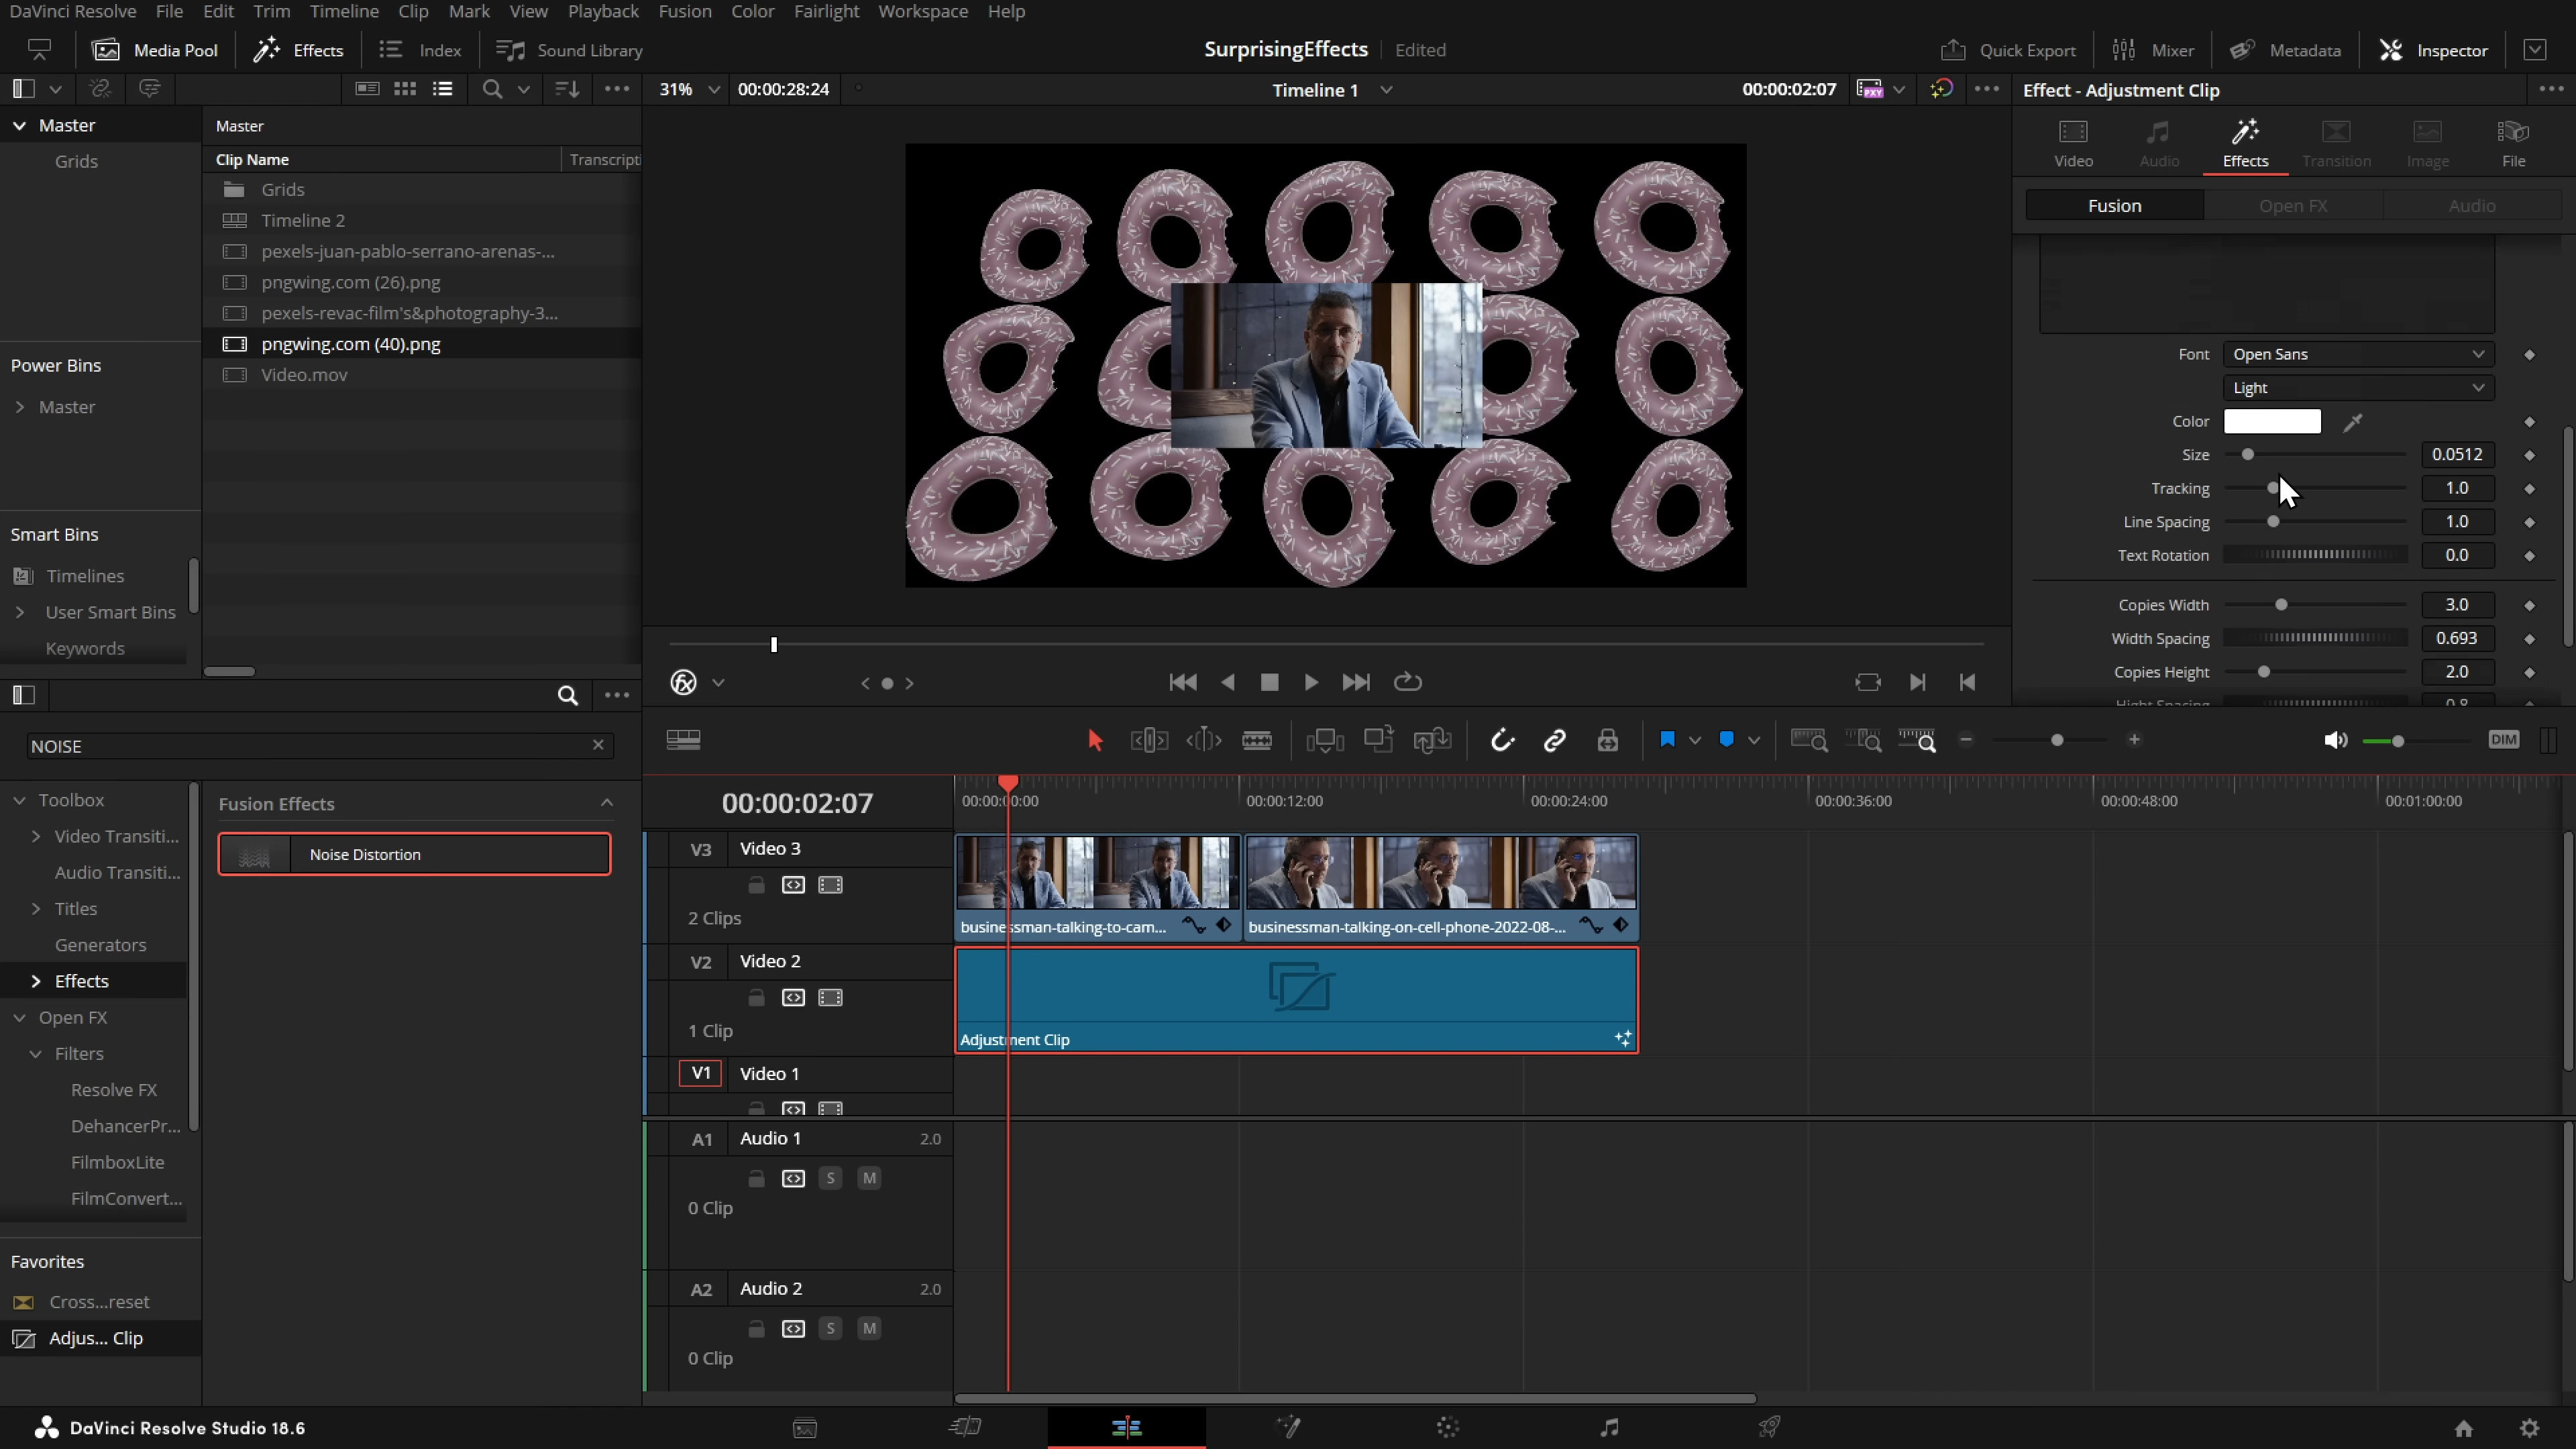 DaVinci Resolve File Edit Trim Timeline Clip Mark View Playback Fusion Color Fairlight Workspace Help
Media Pool Effects Index Sound Library SurprisingEffects Edited Quick Export Mixer Metadata Inspector
31% 00:00:28:24 Timeline 1 00:00:02:07 PXY Effect - Adjustment Clip
Master
Grids
Power Bins
Master
Smart Bins
Timelines
User Smart Bins
Keywords
Master
Clip Name Transcripti
Grids
Timeline 2
pexels-juan-pablo-serrano-arenas-...
pngwing.com (26).png
pexels-revac-film's&photography-3...
pngwing.com (40).png
Video.mov
Video Audio Effects Transition Image File
Fusion Open FX Audio
Font Open Sans
Light
Color
Size 0.0512
Tracking 1.0
Line Spacing 1.0
Text Rotation 0.0
Copies Width 3.0
Width Spacing 0.693
Copies Height 2.0
Hight Spacing 0.8
NOISE
Toolbox
Video Transiti...
Audio Transiti...
Titles
Generators
Effects
Open FX
Filters
Resolve FX
DehancerPr...
FilmboxLite
FilmConvert...
Favorites
Cross...reset
Adjus... Clip
Fusion Effects
Noise Distortion
DIM
00:00:02:07 00:00:00:00 00:00:12:00 00:00:24:00 00:00:36:00 00:00:48:00 00:01:00:00
V3 Video 3
2 Clips
businessman-talking-to-cam... businessman-talking-on-cell-phone-2022-08-...
V2 Video 2
1 Clip
Adjustment Clip
V1 Video 1
A1 Audio 1 2.0
S M
0 Clip
A2 Audio 2 2.0
S M
0 Clip
DaVinci Resolve Studio 18.6